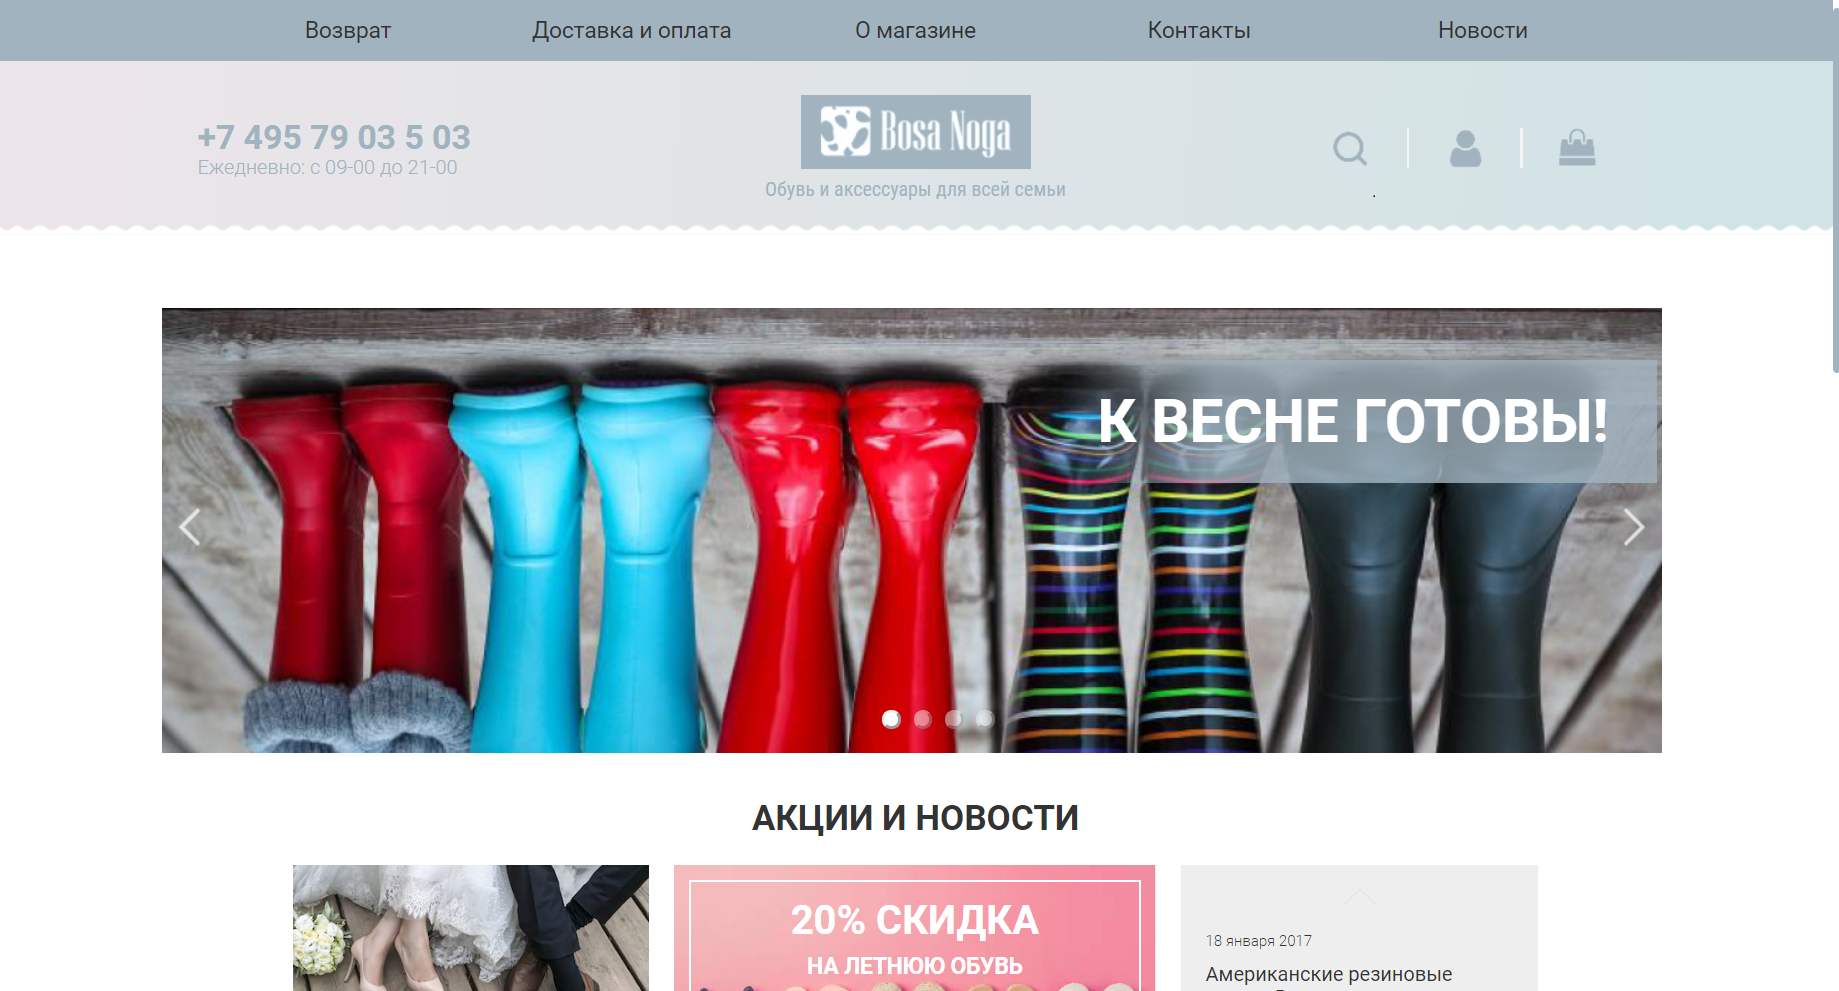 Возврат
Доставка и оплата
О магазине
Контакты
Новости
+7 495 79 03 5 03
Ежедневно: с 09-00 до 21-00
Bosa Noga
Обувь и аксессуары для всей семьи
К ВЕСНЕ ГОТОВЫ!
АКЦИИ И НОВОСТИ
20% СКИДКА
НА ЛЕТНЮЮ ОБУВЬ
18 января 2017
Американские резиновые